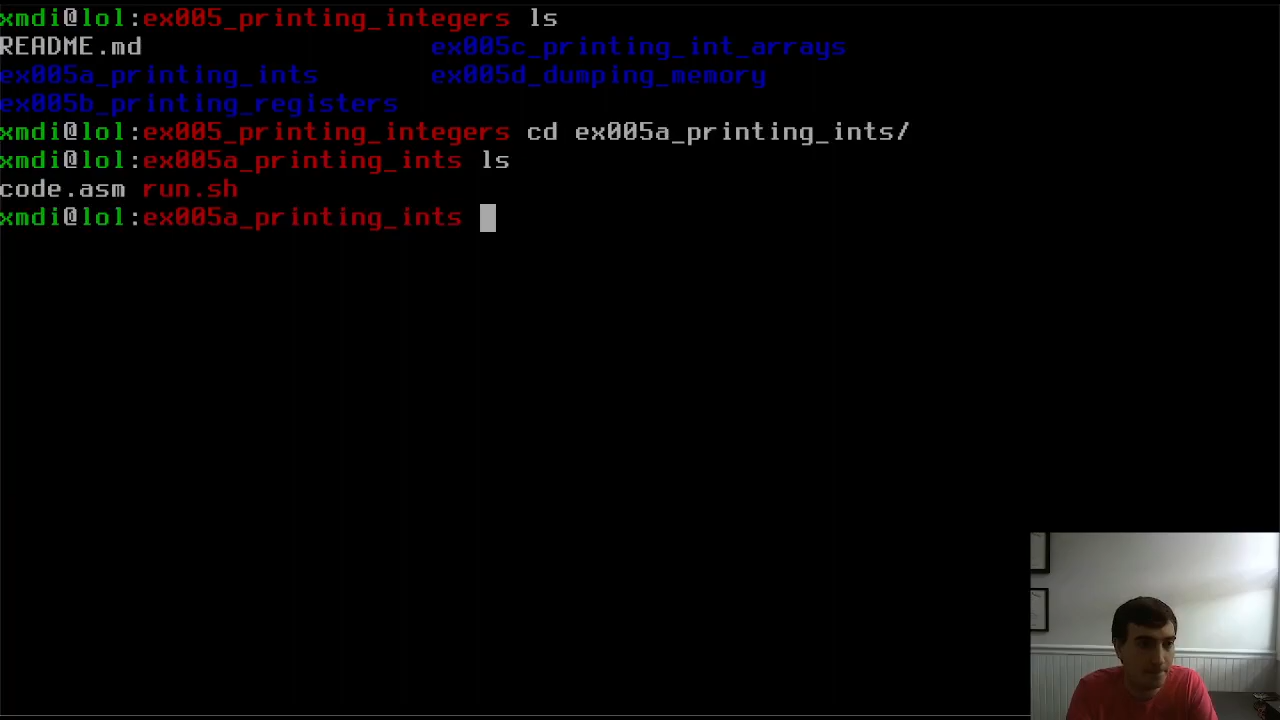 xmdi@lol:ex005_printing_integers ls
README.md ex005c_printing_int_arrays
ex005a_printing_ints ex005d_dumping_memory
ex005b_printing_registers
xmdi@lol:ex005_printing_integers cd ex005a_printing_ints/
xmdi@lol:ex005a_printing_ints ls
code.asm run.sh
xmdi@lol:ex005a_printing_ints